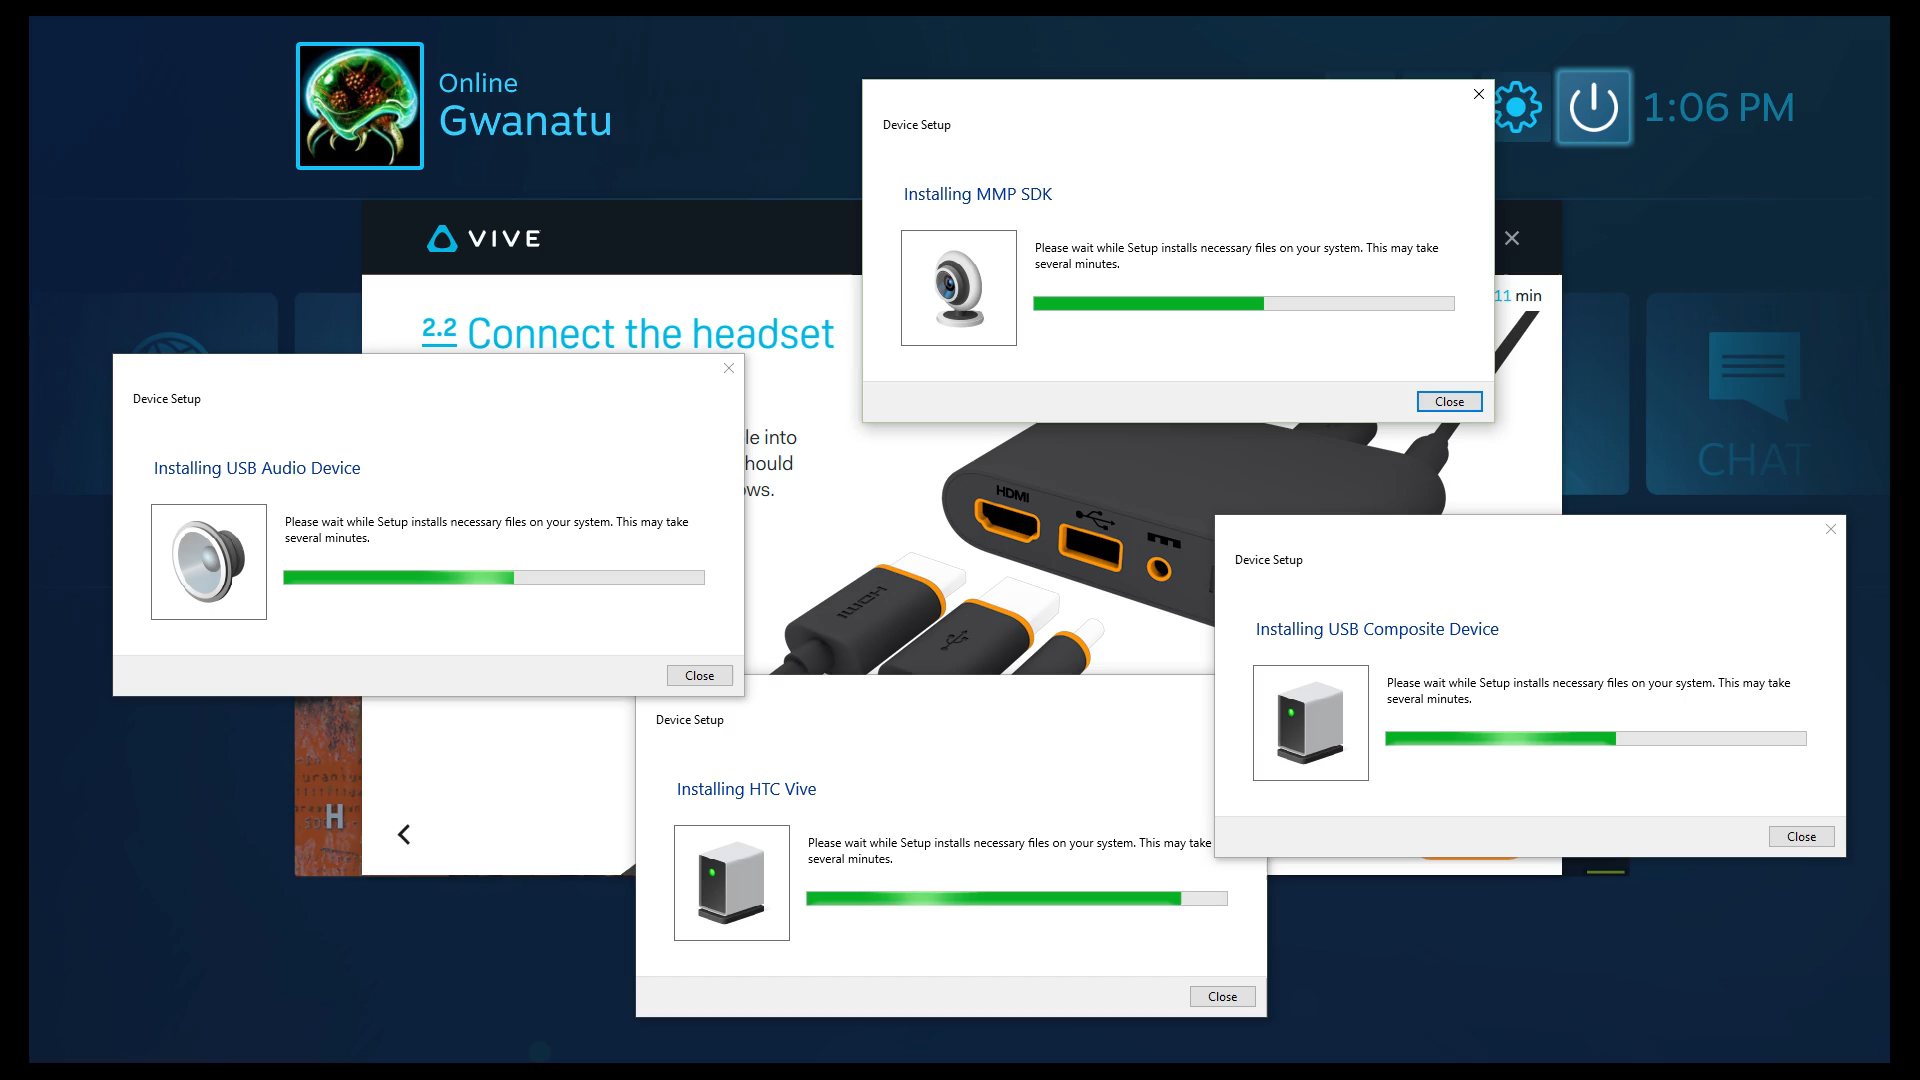 Online
Gwanatu
1:06 PM
Device Setup
Installing MMP SDK
Please wait while Setup installs necessary files on your system. This may take
several minutes.
Close
VIVE
11 min
2.2 Connect the headset
le into
hould
ows.
Device Setup
Installing USB Audio Device
Please wait while Setup installs necessary files on your system. This may take
several minutes.
Close
HDMI
HDMI
CHAT
Device Setup
Installing USB Composite Device
Please wait while Setup installs necessary files on your system. This may take
several minutes.
Close
Device Setup
Installing HTC Vive
Please wait while Setup installs necessary files on your system. This may take
several minutes.
Close
uranium
H